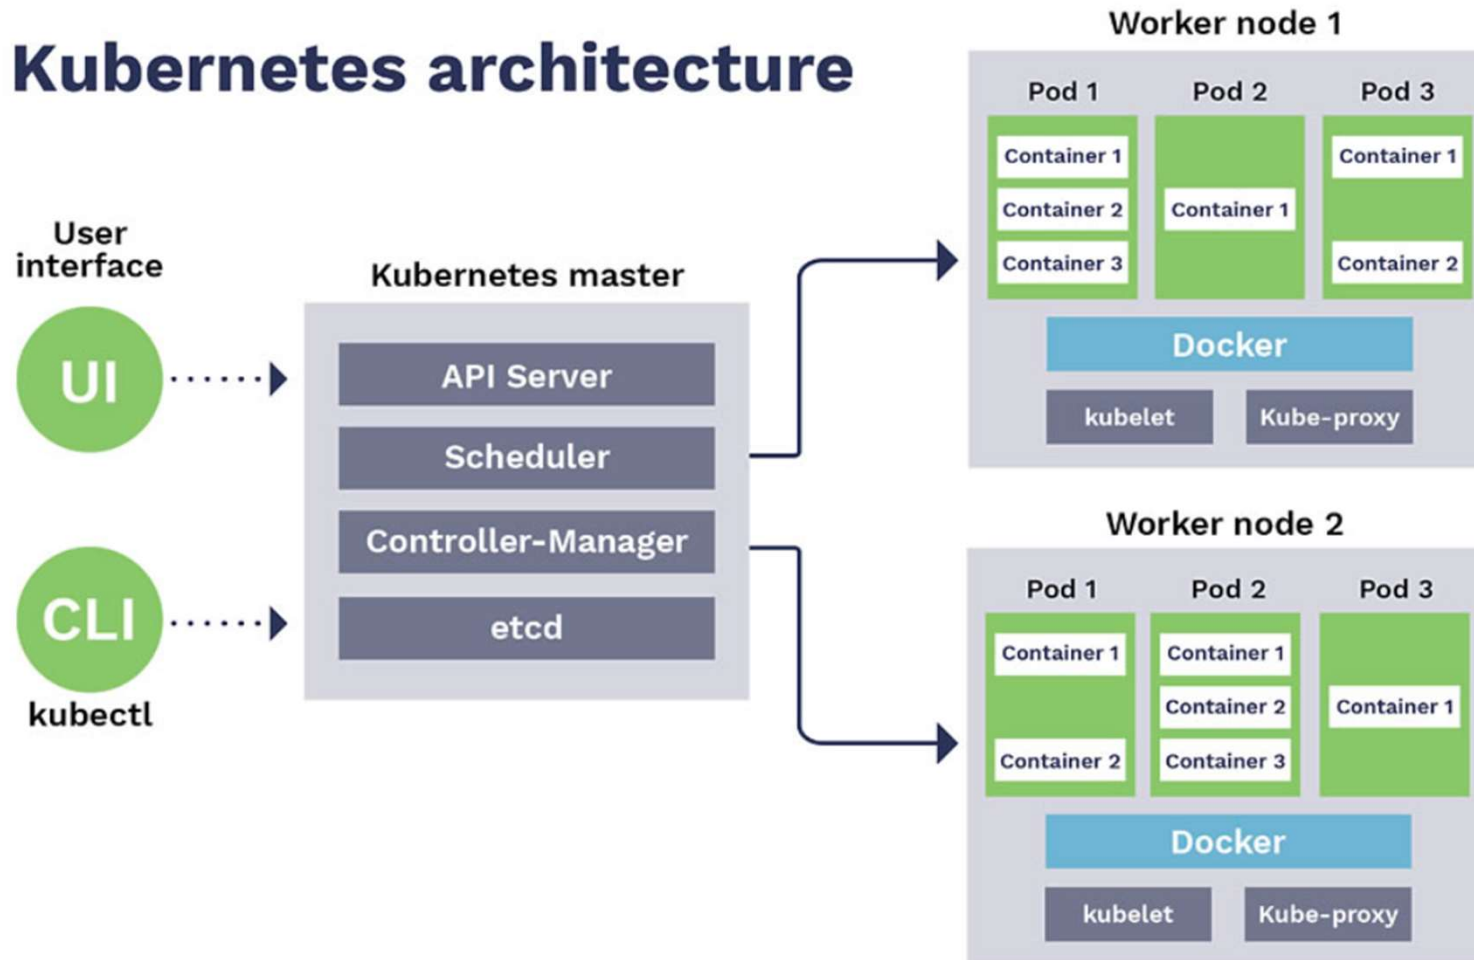 Kubernetes architecture
User
interface
UI
CLI
kubectl
Kubernetes master
API Server
Scheduler
Controller-Manager
etcd
Worker node 1
Pod 1
Container 1
Container 2
Container 3
Pod 2
Container 1
Pod 3
Container 1
Container 2
Docker
kubelet
Kube-proxy
Worker node 2
Pod 1
Container 1
Container 2
Pod 2
Container 1
Container 2
Container 3
Pod 3
Container 1
Docker
kubelet
Kube-proxy